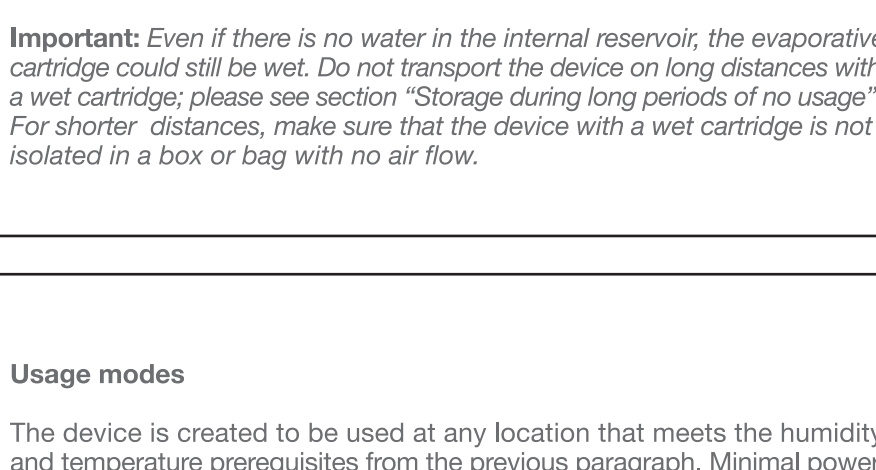 Important: Even if there is no water in the internal reservoir, the evaporative
cartridge could still be wet. Do not transport the device on long distances with
a wet cartridge; please see section “Storage during long periods of no usage”
For shorter  distances, make sure that the device with a wet cartridge is not
isolated in a box or bag with no air flow.
Usage modes
The device is created to be used at any location that meets the humidity
and temperature prerequisites from the previous paragraph. Minimal power